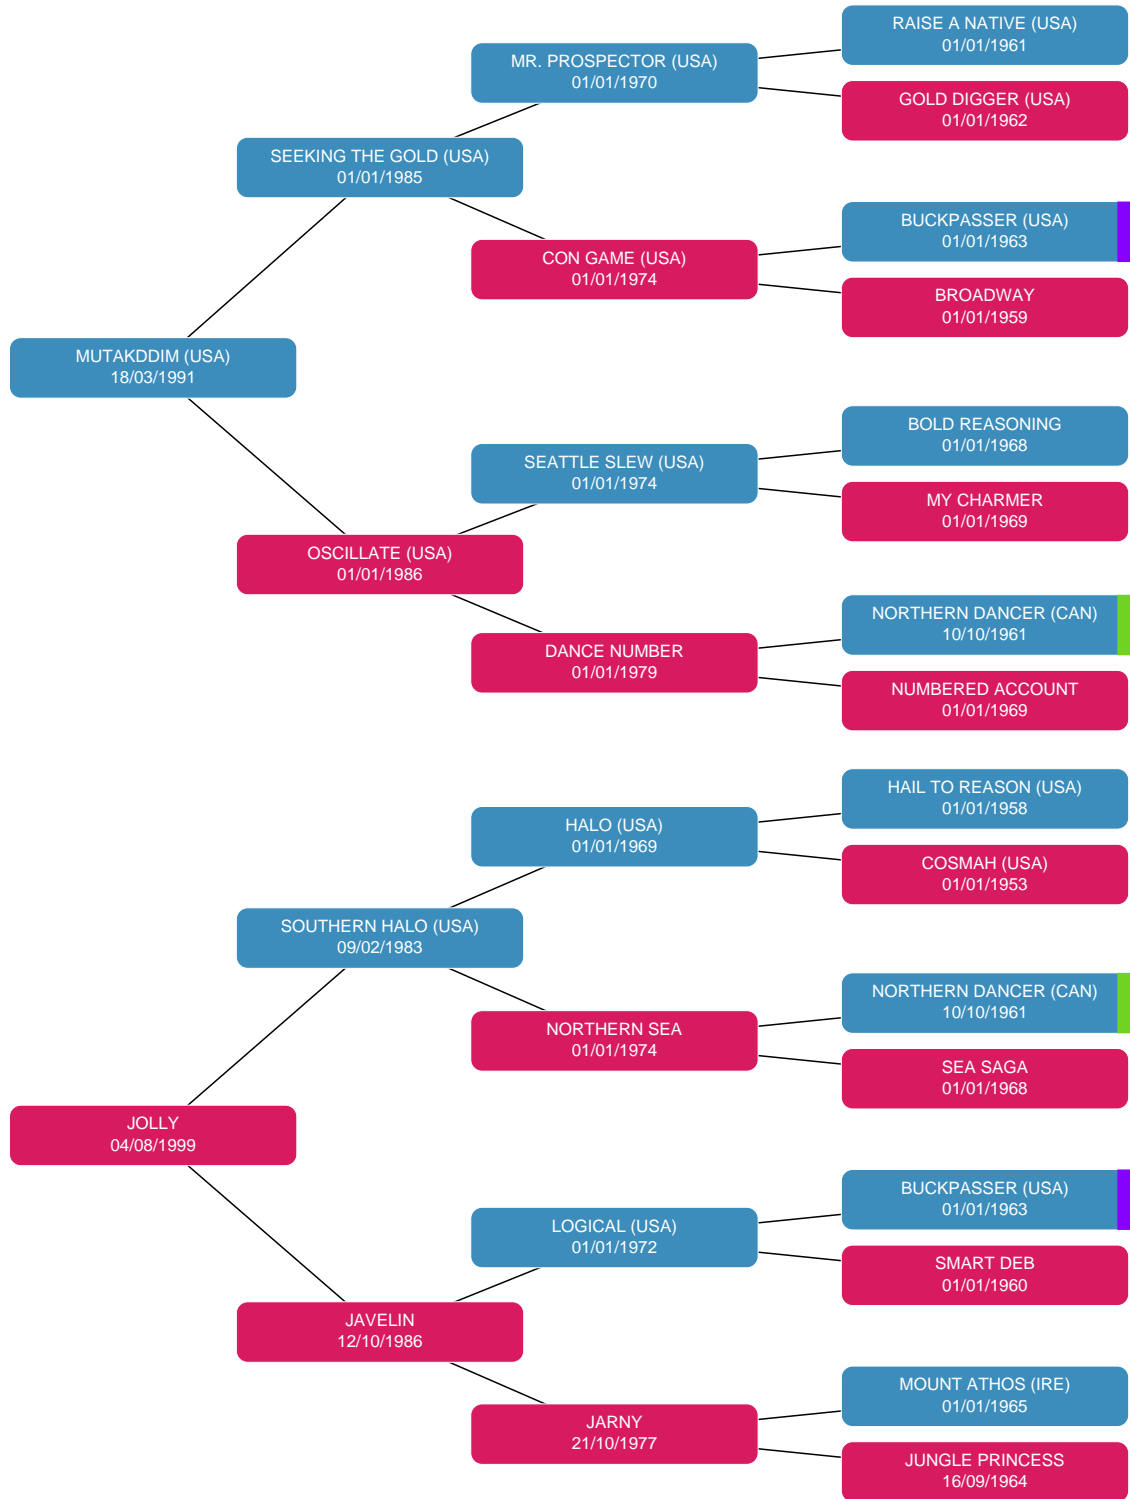 RAISE A NATIVE (USA)
01/01/1961
MR. PROSPECTOR (USA)
01/01/1970
GOLD DIGGER (USA)
01/01/1962
SEEKING THE GOLD (USA)
01/01/1985
BUCKPASSER (USA)
01/01/1963
CON GAME (USA)
01/01/1974
BROADWAY
01/01/1959
MUTAKDDIM (USA)
18/03/1991
BOLD REASONING
01/01/1968
SEATTLE SLEW (USA)
01/01/1974
MY CHARMER
01/01/1969
OSCILLATE (USA)
01/01/1986
NORTHERN DANCER (CAN)
10/10/1961
DANCE NUMBER
01/01/1979
NUMBERED ACCOUNT
01/01/1969
HAIL TO REASON (USA)
01/01/1958
HALO (USA)
01/01/1969
COSMAH (USA)
01/01/1953
SOUTHERN HALO (USA)
09/02/1983
NORTHERN DANCER (CAN)
10/10/1961
NORTHERN SEA
01/01/1974
SEA SAGA
01/01/1968
JOLLY
04/08/1999
BUCKPASSER (USA)
01/01/1963
LOGICAL (USA)
01/01/1972
SMART DEB
01/01/1960
JAVELIN
12/10/1986
MOUNT ATHOS (IRE)
01/01/1965
JARNY
21/10/1977
JUNGLE PRINCESS
16/09/1964